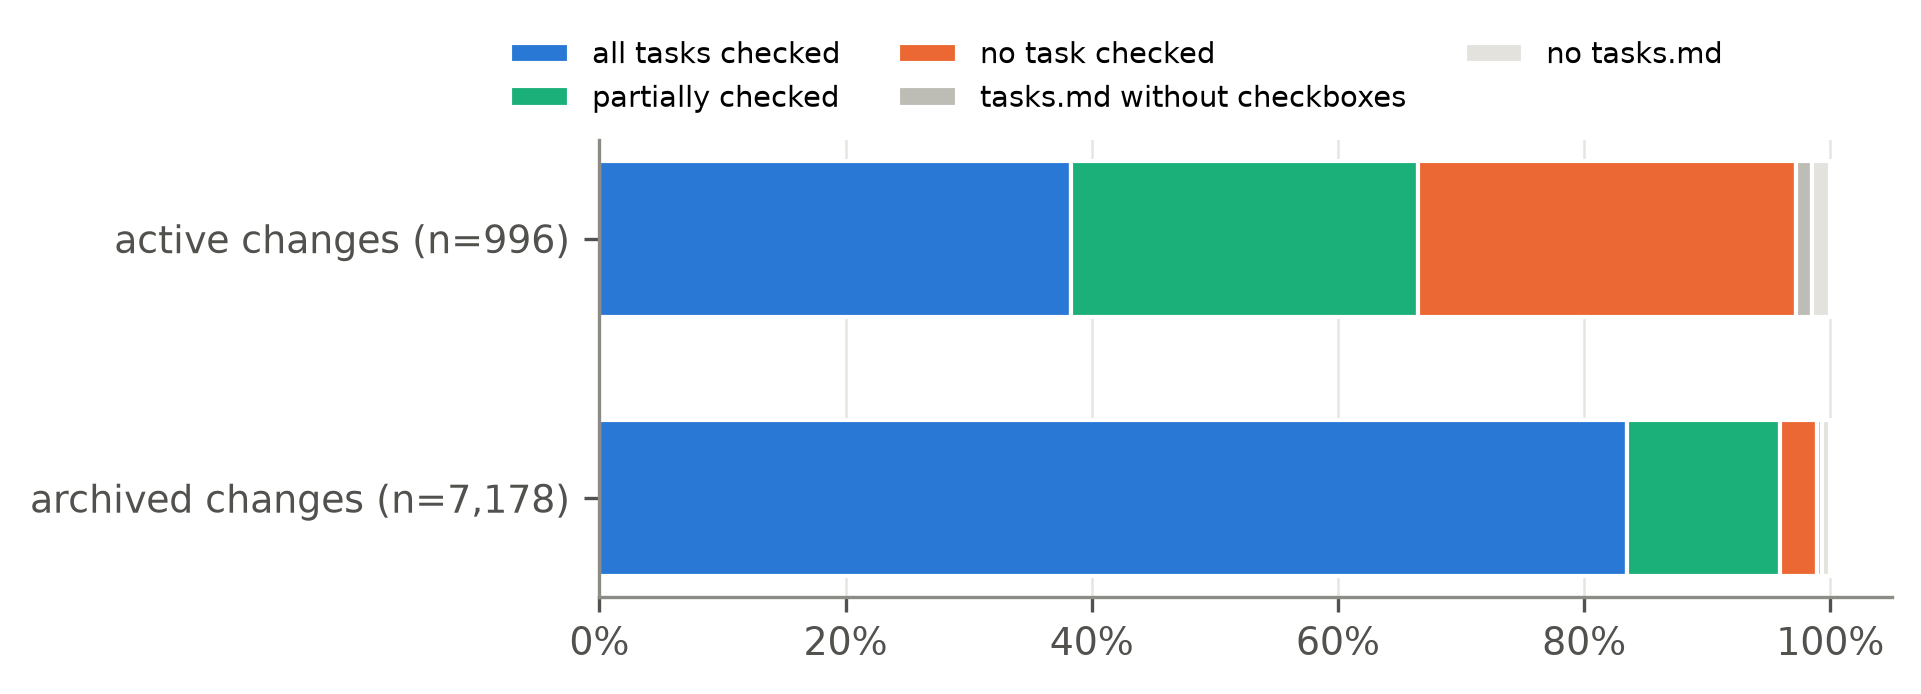 all tasks checked
no task checked
no tasks.md
partially checked
tasks.md without checkboxes
active changes (n=996)
archived changes (n=7,178)
0%
20%
40%
60%
80%
100%